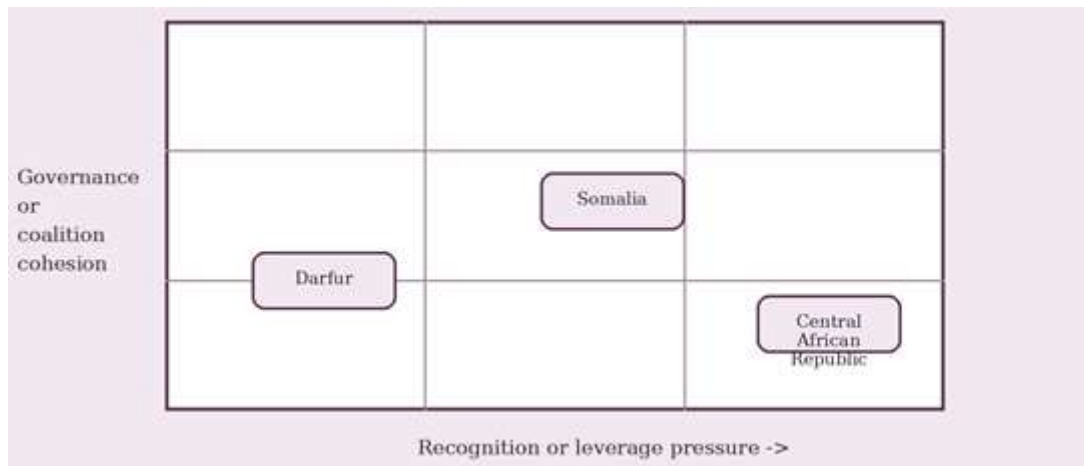 Governance
or
coalition
cohesion
Somalia
Darfur
Central
African
Republic
Recognition or leverage pressure ->